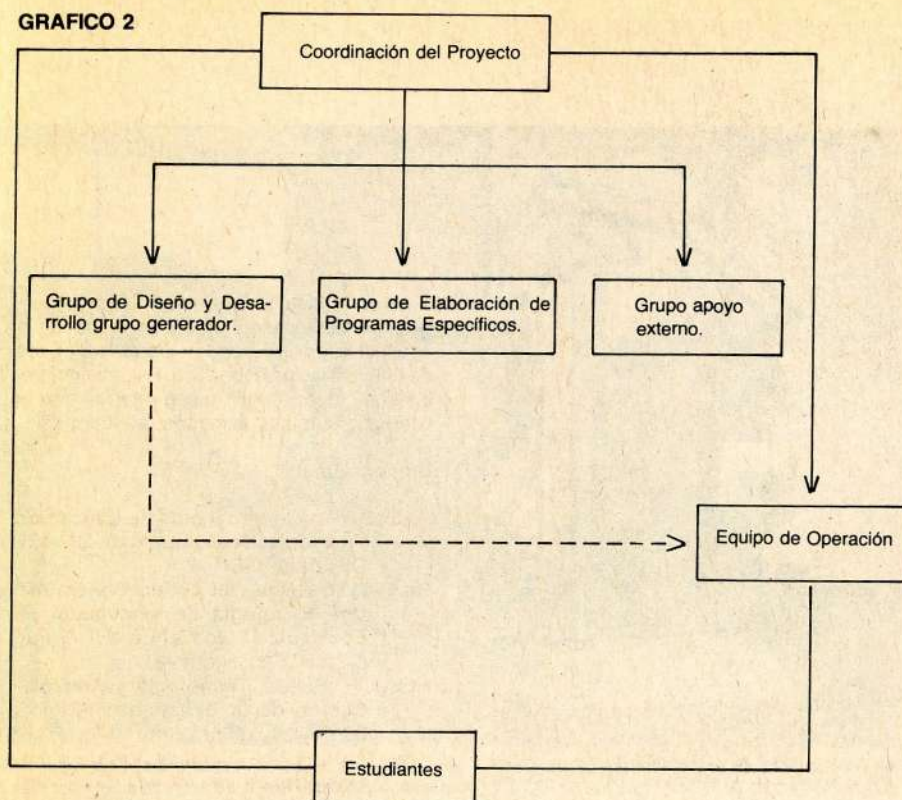 GRAFICO 2
Coordinación del Proyecto
Grupo de Diseño y Desa-
rrollo grupo generador.
Grupo de Elaboración de
Programas Específicos.
Grupo apoyo
externo.
Equipo de Operación
Estudiantes